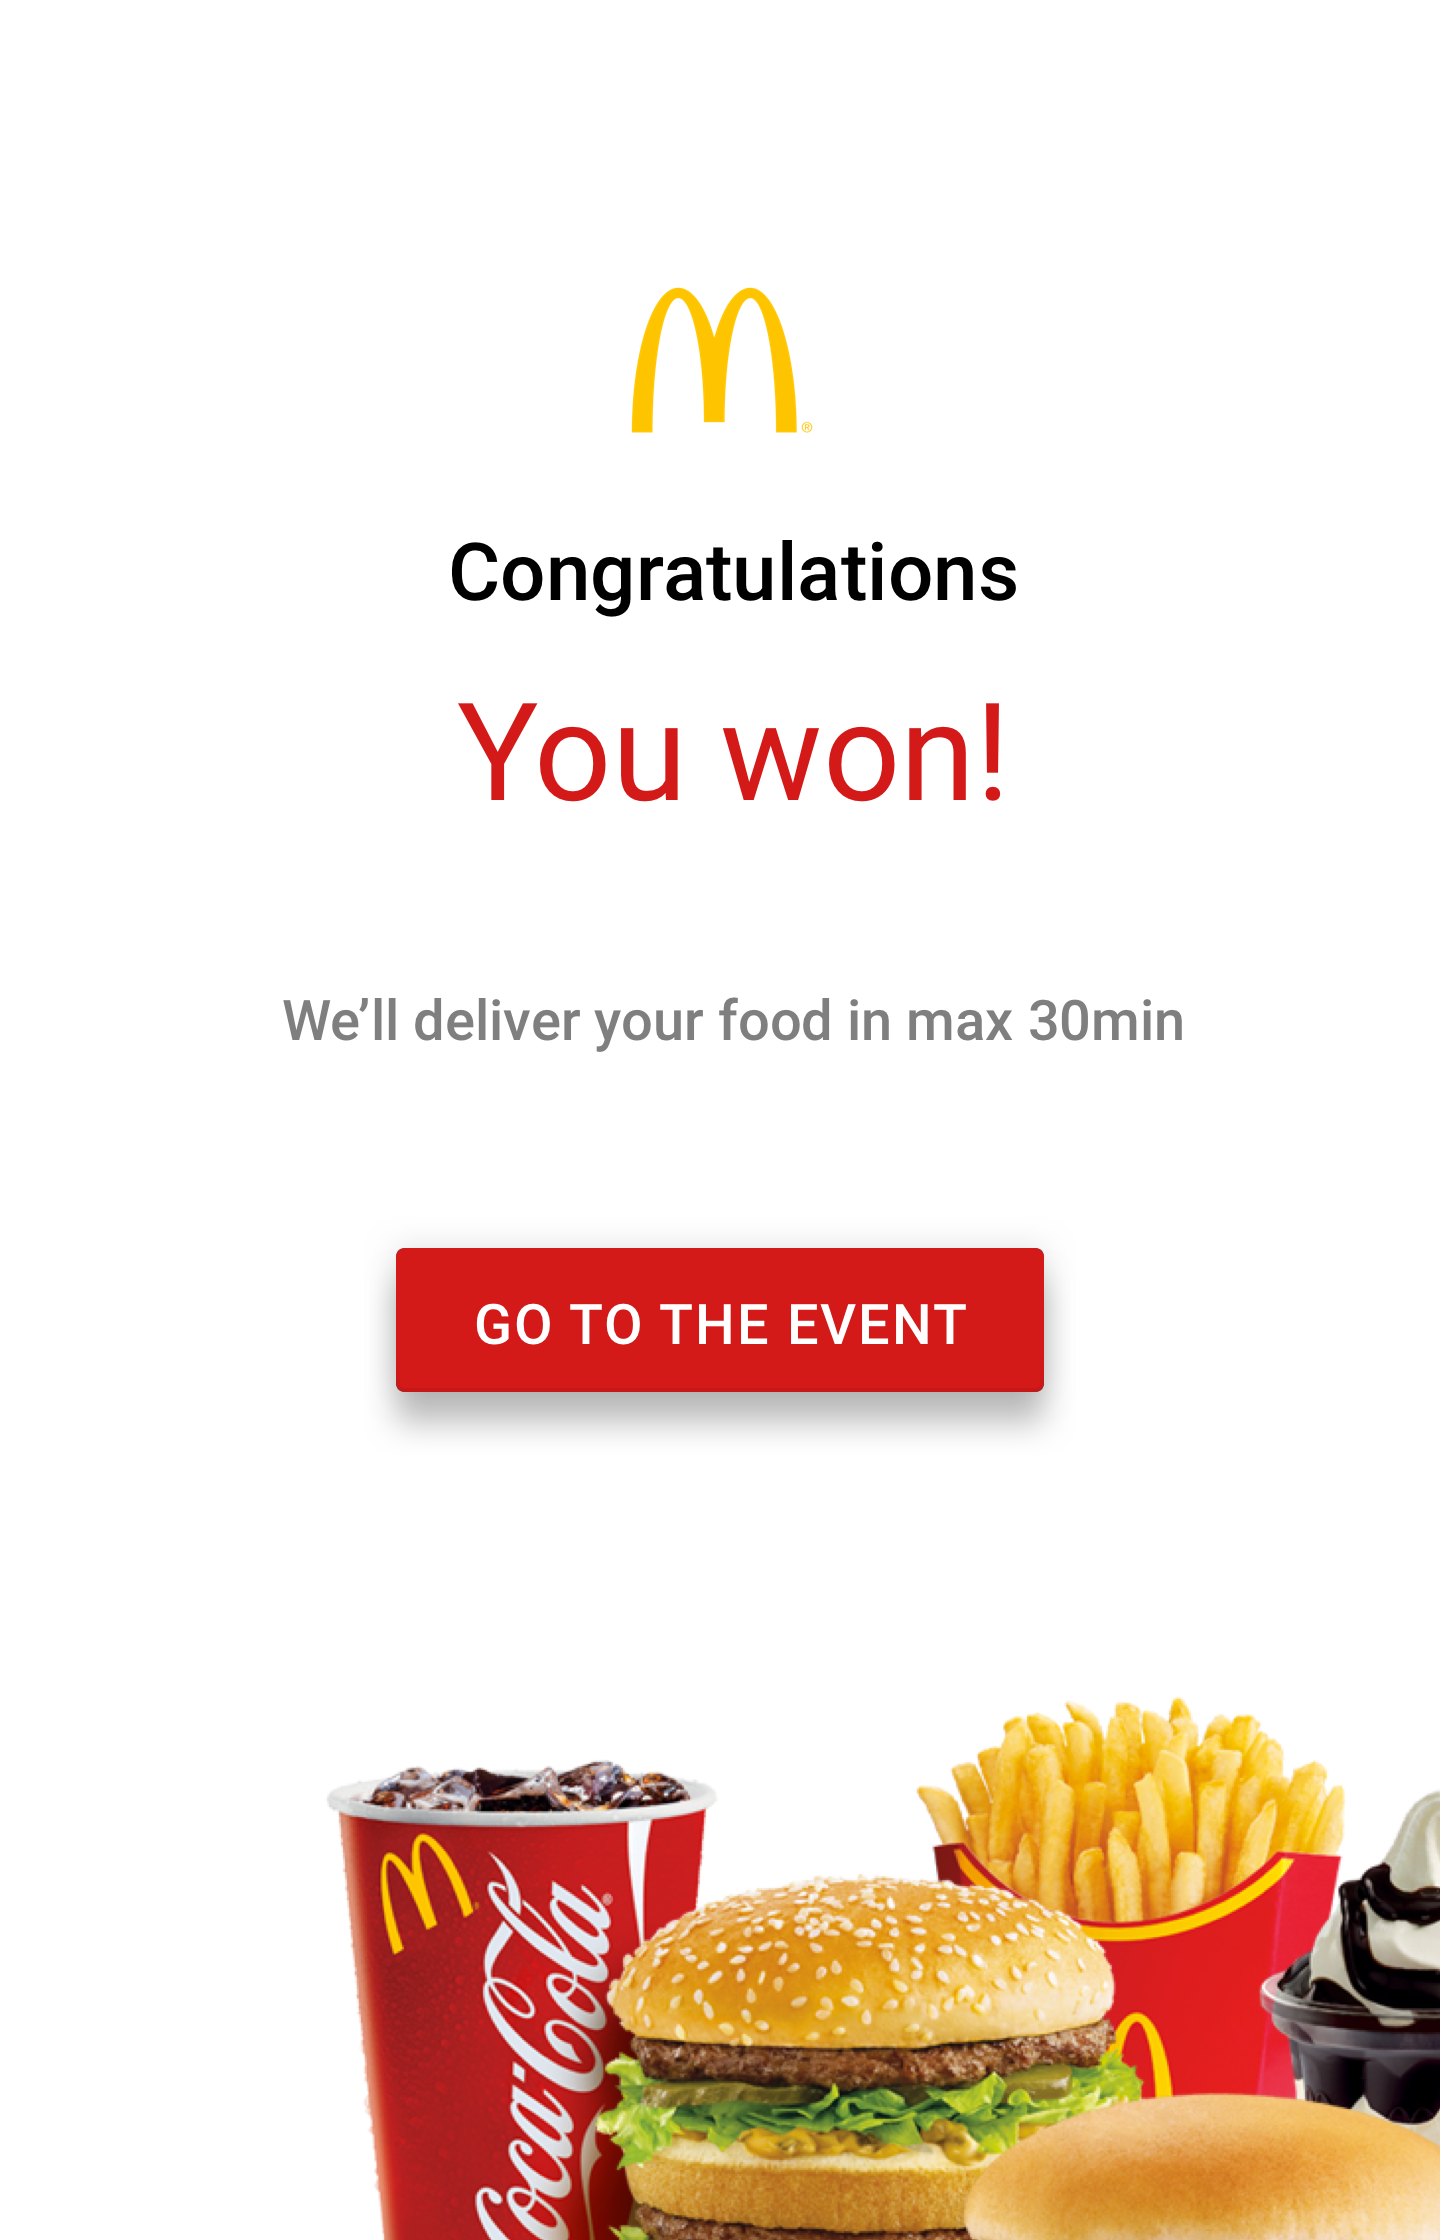 Congratulations
You won!
We’ll deliver your food in max 30min
GO TO THE EVENT
Coca-Cola